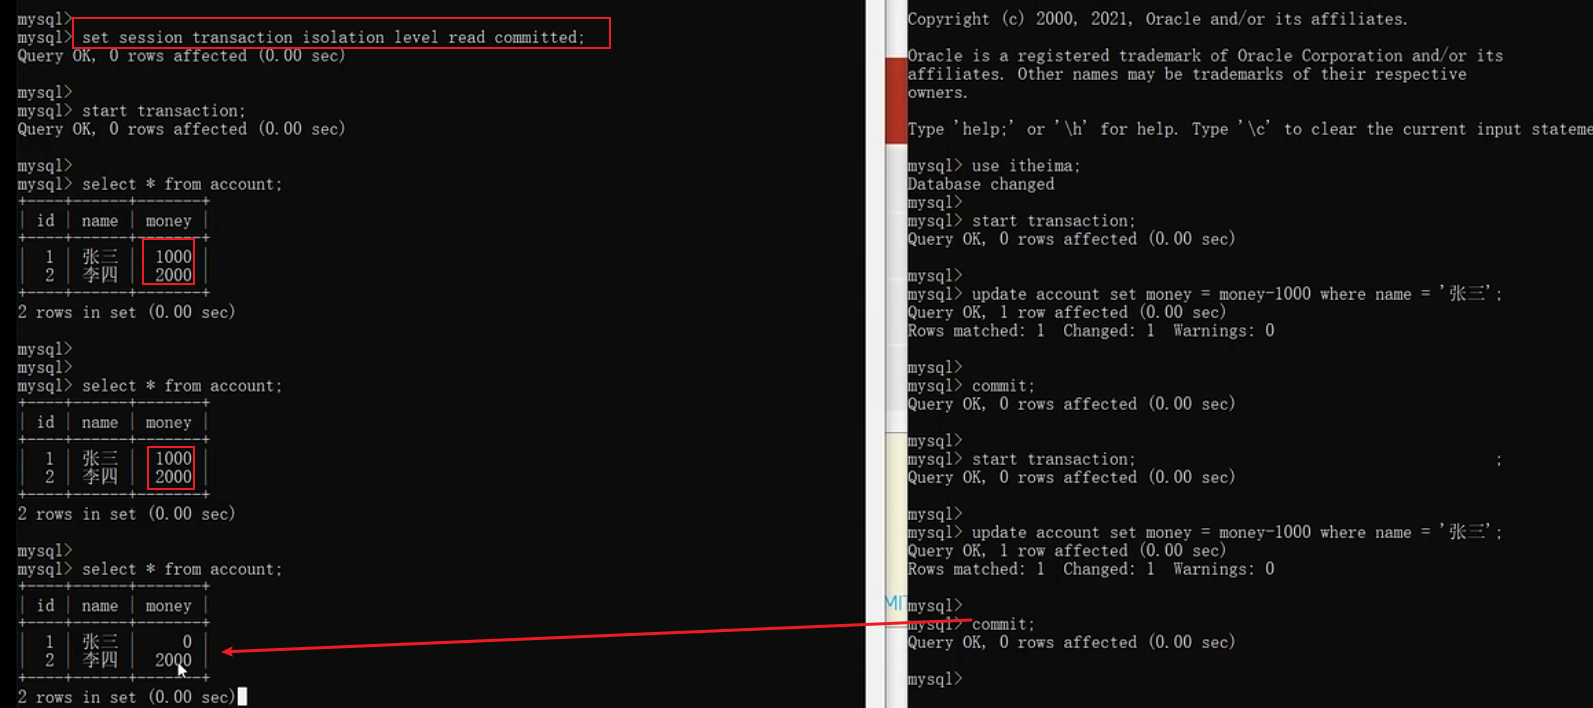 mysql>
mysql> set session transaction isolation level read committed;
Query OK, 0 rows affected (0.00 sec)
mysql>
mysql> start transaction;
Query OK, 0 rows affected (0.00 sec)
mysql>
mysql> select * from account;
+----+------+-------+
| id | name | money |
+----+------+-------+
| 1 | 张三 | 1000 |
| 2 | 李四 | 2000 |
+----+------+-------+
2 rows in set (0.00 sec)
mysql>
mysql>
mysql> select * from account;
+----+------+-------+
| id | name | money |
+----+------+-------+
| 1 | 张三 | 1000 |
| 2 | 李四 | 2000 |
+----+------+-------+
2 rows in set (0.00 sec)
mysql>
mysql> select * from account;
+----+------+-------+
| id | name | money |
+----+------+-------+
| 1 | 张三 | 0 |
| 2 | 李四 | 2000 |
+----+------+-------+
2 rows in set (0.00 sec)
Copyright (c) 2000, 2021, Oracle and/or its affiliates.
Oracle is a registered trademark of Oracle Corporation and/or its
affiliates. Other names may be trademarks of their respective
owners.
Type 'help;' or '\h' for help. Type '\c' to clear the current input stateme
mysql> use itheima;
Database changed
mysql>
mysql> start transaction;
Query OK, 0 rows affected (0.00 sec)
mysql>
mysql> update account set money = money-1000 where name = '张三';
Query OK, 1 row affected (0.00 sec)
Rows matched: 1  Changed: 1  Warnings: 0
mysql>
mysql> commit;
Query OK, 0 rows affected (0.00 sec)
mysql>
mysql> start transaction; ;
Query OK, 0 rows affected (0.00 sec)
mysql>
mysql> update account set money = money-1000 where name = '张三';
Query OK, 1 row affected (0.00 sec)
Rows matched: 1  Changed: 1  Warnings: 0
MI
mysql>
mysql> commit;
Query OK, 0 rows affected (0.00 sec)
mysql>